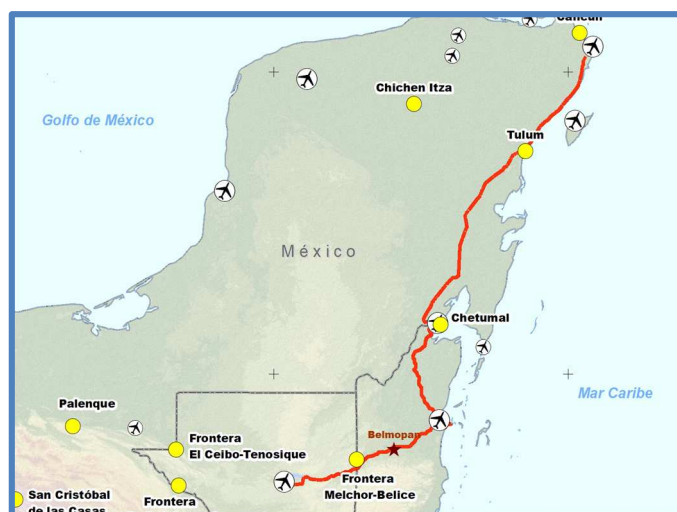 Cancún
Chichen Itza
Golfo de México
Tulum
México
Chetumal
Mar Caribe
Palenque
Belmopan
Frontera
El Ceibo-Tenosique
Frontera
Melchor-Belice
San Cristóbal
de las Casas
Frontera